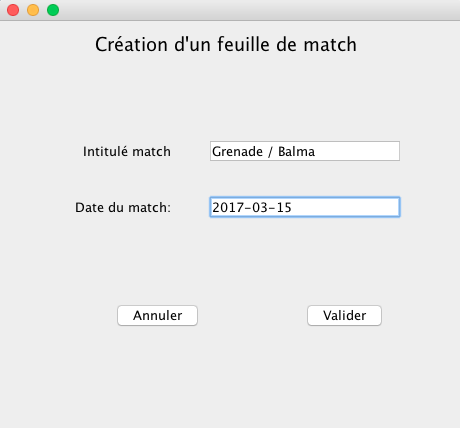 Création d'un feuille de match
Intitulé match
Grenade / Balma
Date du match:
2017-03-15
Annuler
Valider